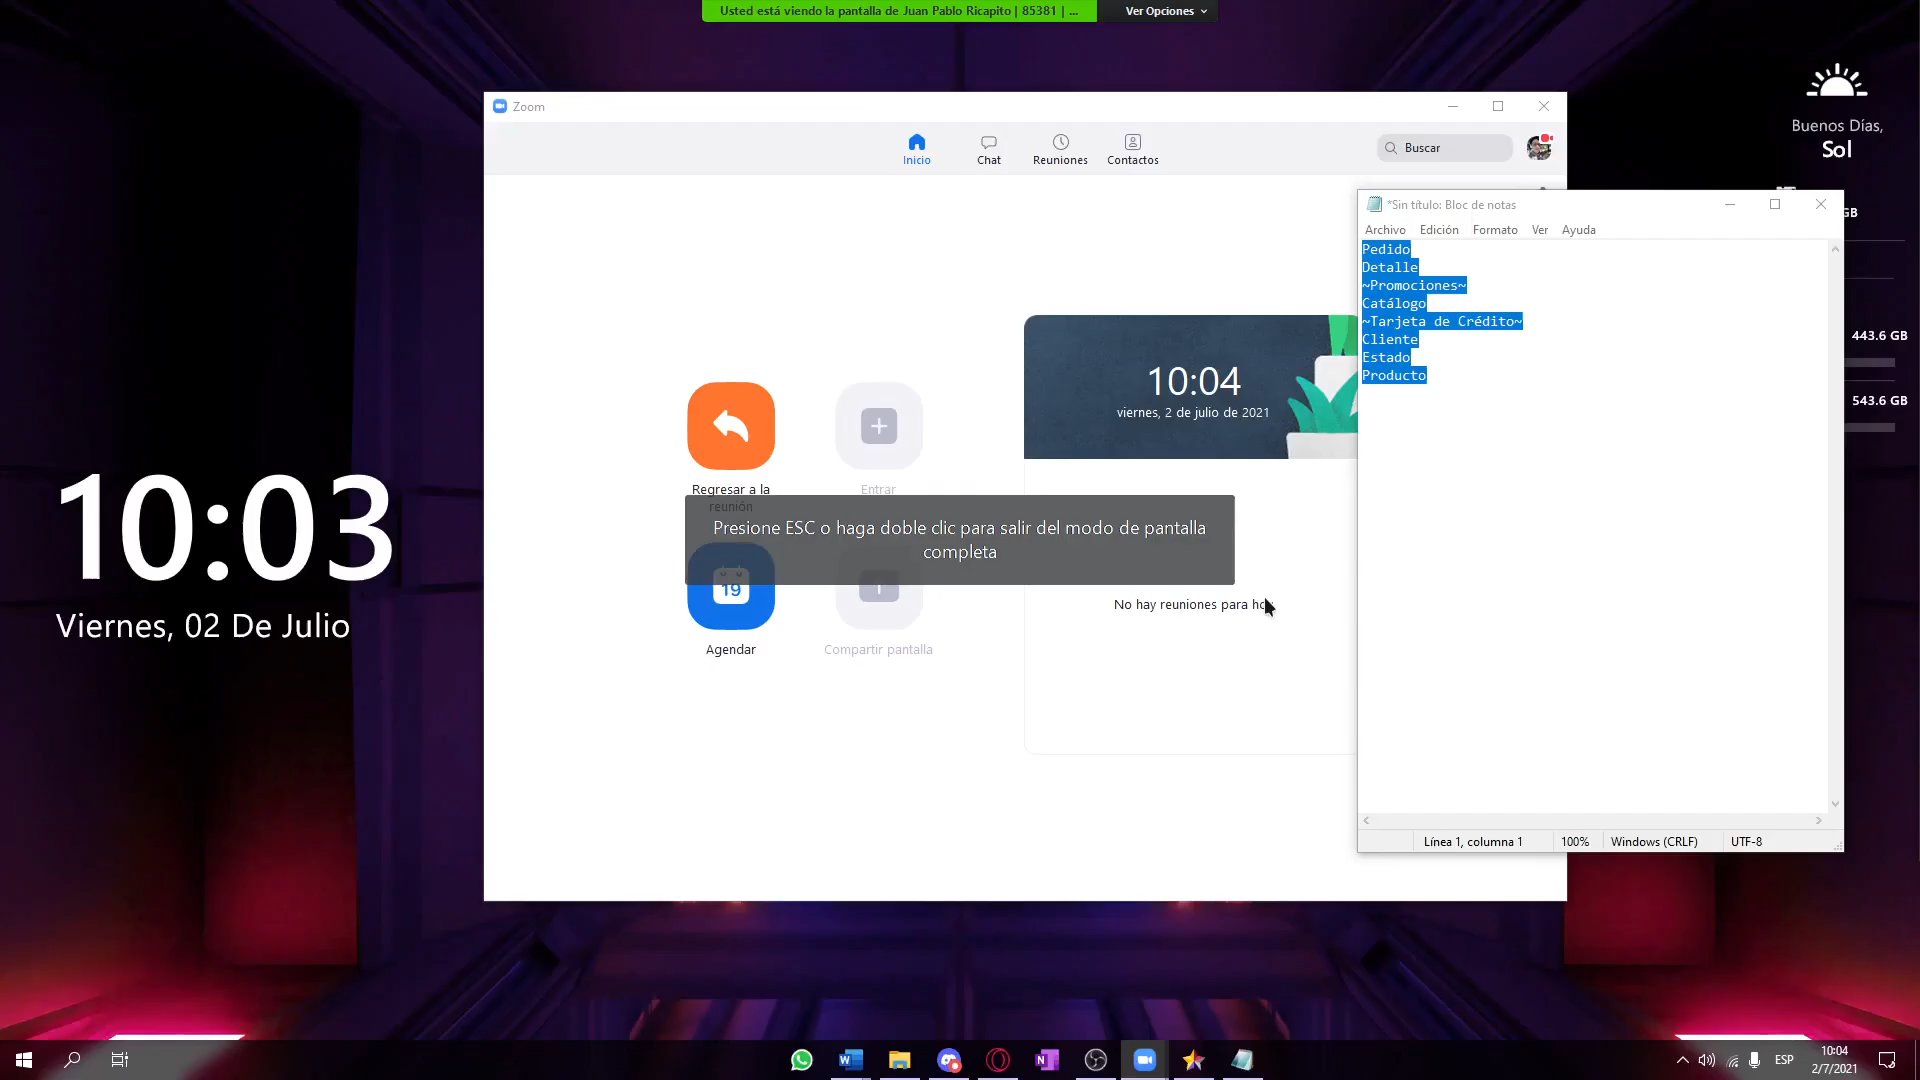 Usted está viendo la pantalla de Juan Pablo Ricapito | 85381 | ...
Ver Opciones
Zoom
Inicio
Chat
Reuniones
Contactos
Buscar
Buenos Días,
Sol
*Sin título: Bloc de notas
GB
Archivo Edición Formato Ver Ayuda
Pedido
Detalle
~Promociones~
Catálogo
~Tarjeta de Crédito~
Cliente
Estado
Producto
443.6 GB
543.6 GB
10:04
viernes, 2 de julio de 2021
10:03
Viernes, 02 De Julio
Regresar a la
reunión
Entrar
Presione ESC o haga doble clic para salir del modo de pantalla
completa
19
No hay reuniones para
Agendar
Compartir pantalla
Línea 1, columna 1
100%
Windows (CRLF)
UTF-8
ESP
10:04
2/7/2021